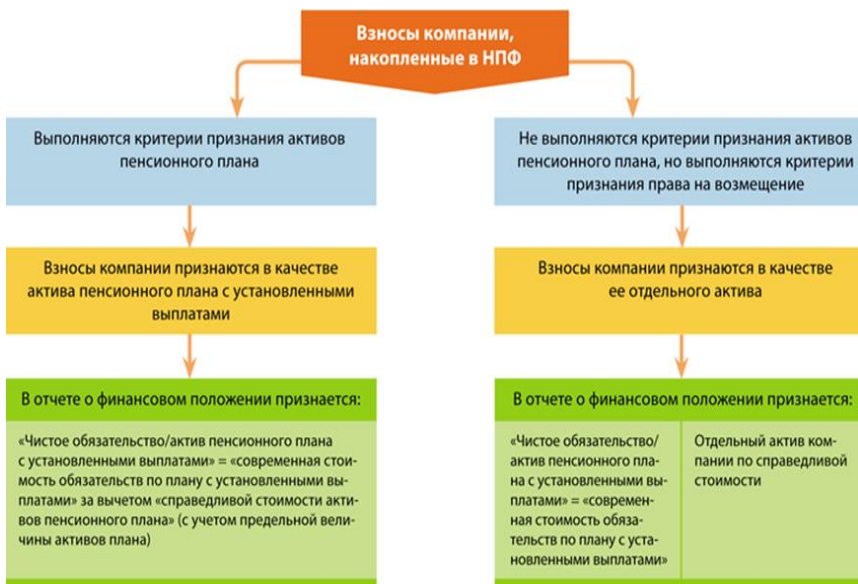 Взносы компании,
накопленные в НПФ
Выполняются критерии признания активов
пенсионного плана
Не выполняются критерии признания активов
пенсионного плана, но выполняются критерии
признания права на возмещение
Взносы компании признаются в качестве
актива пенсионного плана с установленными
выплатами
Взносы компании признаются в качестве
ее отдельного актива
В отчете о финансовом положении признается:
«Чистое обязательство/актив пенсионного плана
с установленными выплатами» = «современная стои-
мость обязательств по плану с установленными вы-
платами» за вычетом «справедливой стоимости акти-
вов пенсионного плана» (с учетом предельной вели-
чины активов плана)
В отчете о финансовом положении признается:
«Чистое обязательство/
актив пенсионного пла-
на с установленными вы-
платами» = «современ-
ная стоимость обяза-
тельств по плану с уста-
новленными выплатами»
Отдельный актив ком-
пании по справедливой
стоимости